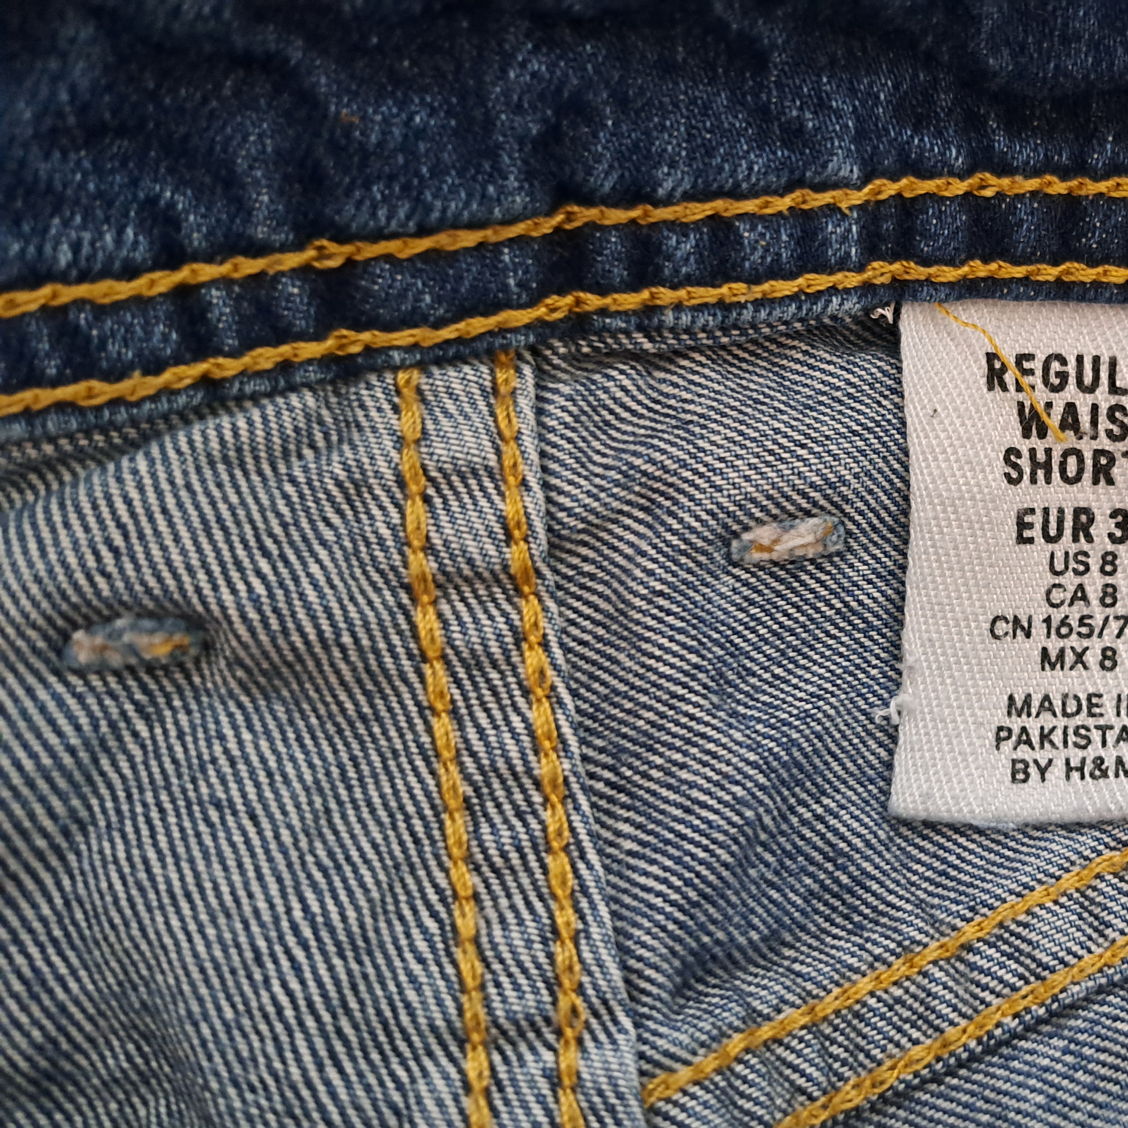 REGUL
WAIS
SHORT
EUR 3
US 8
CA 8
CN 165/7
MX 8
MADE I
PAKISTA
BY H&M